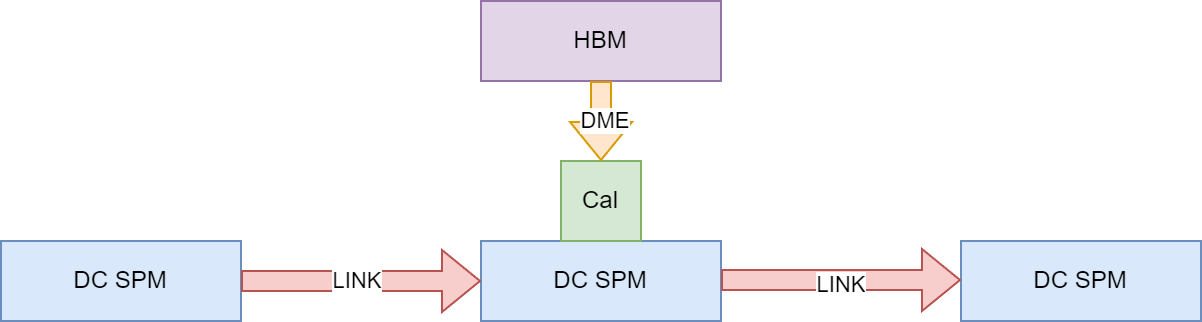 HBM
DME
Cal
DC SPM
LINK
DC SPM
LINK
DC SPM